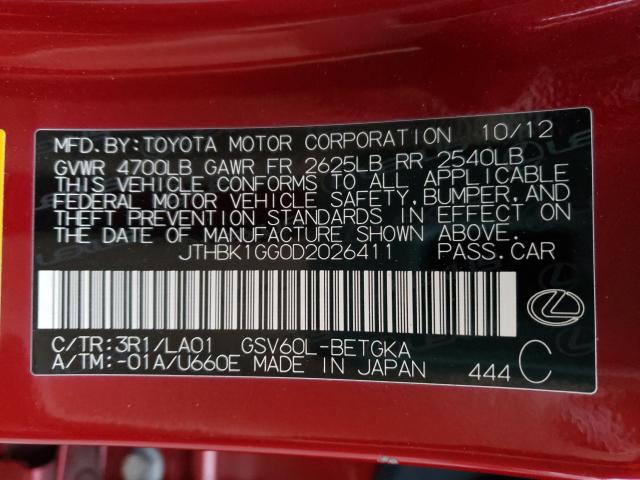 MFD.BY:TOYOTA MOTOR CORPORATION 10/12
GVWR 4700LB GAWR FR 2625LB RR 2540LB
THIS VEHICLE CONFORMS TO ALL APPLICABLE
FEDERAL MOTOR VEHICLE SAFETY,BUMPER,AND
THEFT PREVENTION STANDARDS IN EFFECT ON
THE DATE OF MANUFACTURE SHOWN ABOVE.
JTHBK1GG0D2026411 PASS.CAR
C/TR:3R1/LA01 GSV60L-BETGKA
A/TM:-01A/U660E MADE IN JAPAN 444 C